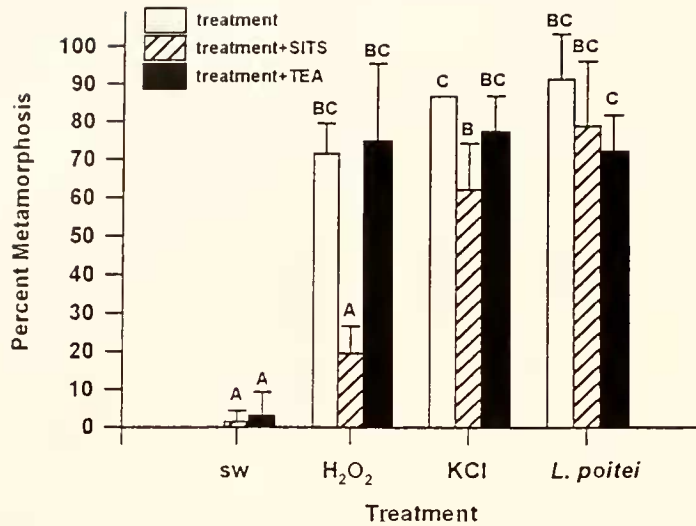 treatment
treatment+SITS
treatment+TEA
Percent Metamorphosis
100
90
80
70
60
50
40
30
20
10
0
A
A
BC
A
BC
C
B
BC
BC
BC
C
sw
H₂O₂
KCl
L. poitei
Treatment